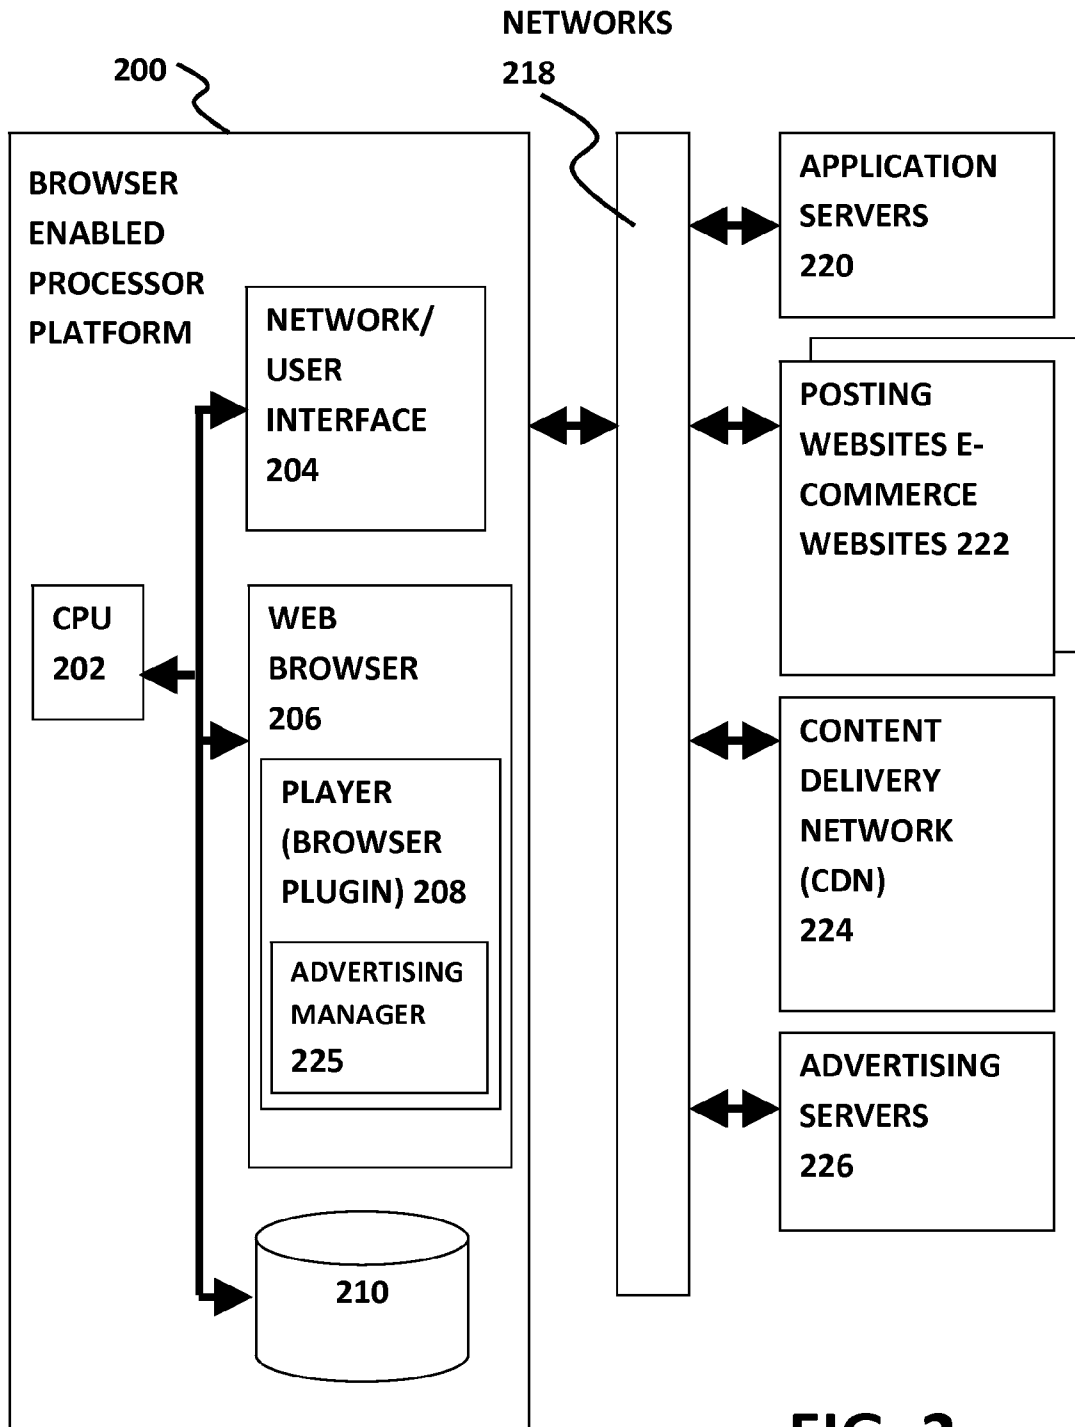 NETWORKS
218
200
BROWSER
ENABLED
PROCESSOR
PLATFORM
NETWORK/
USER
INTERFACE
204
CPU
202
WEB
BROWSER
206
PLAYER
(BROWSER
PLUGIN) 208
ADVERTISING
MANAGER
225
210
APPLICATION
SERVERS
220
POSTING
WEBSITES E-
COMMERCE
WEBSITES 222
CONTENT
DELIVERY
NETWORK
(CDN)
224
ADVERTISING
SERVERS
226